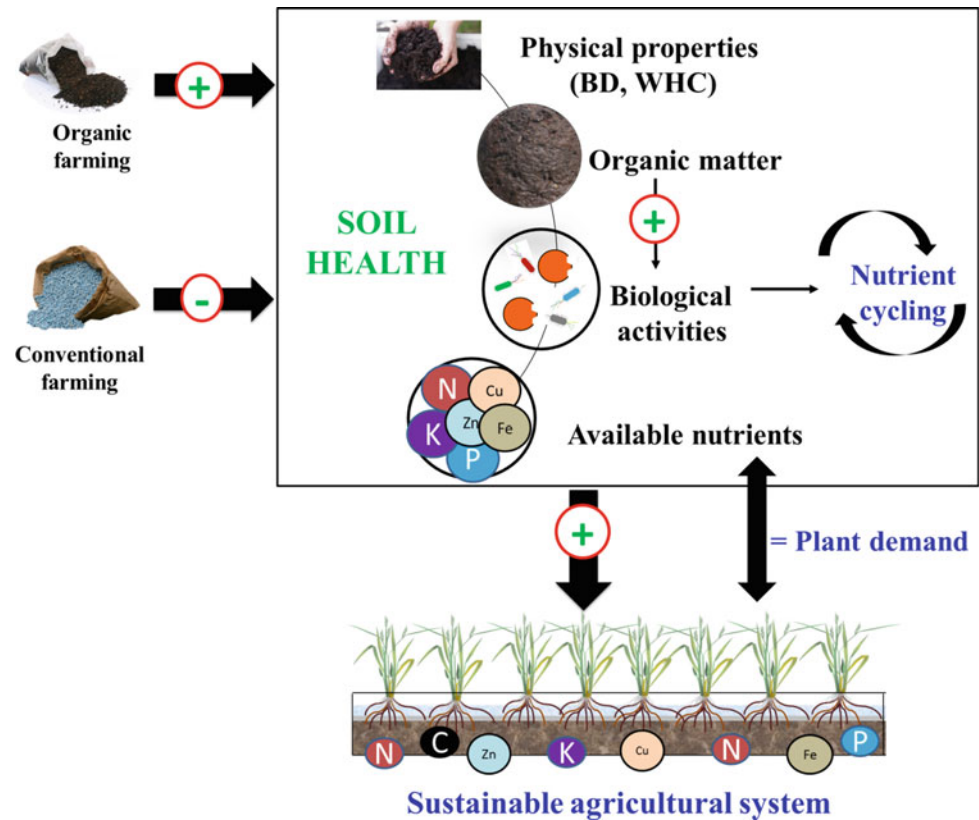 Physical properties
(BD, WHC)
+
Organic
farming
Organic matter
+
SOIL
HEALTH
-
Conventional
farming
Biological
activities
Nutrient
cycling
N
Cu
K
Zn
Fe
P
Available nutrients
+
= Plant demand
N
C
Zn
K
Cu
N
Fe
P
Sustainable agricultural system